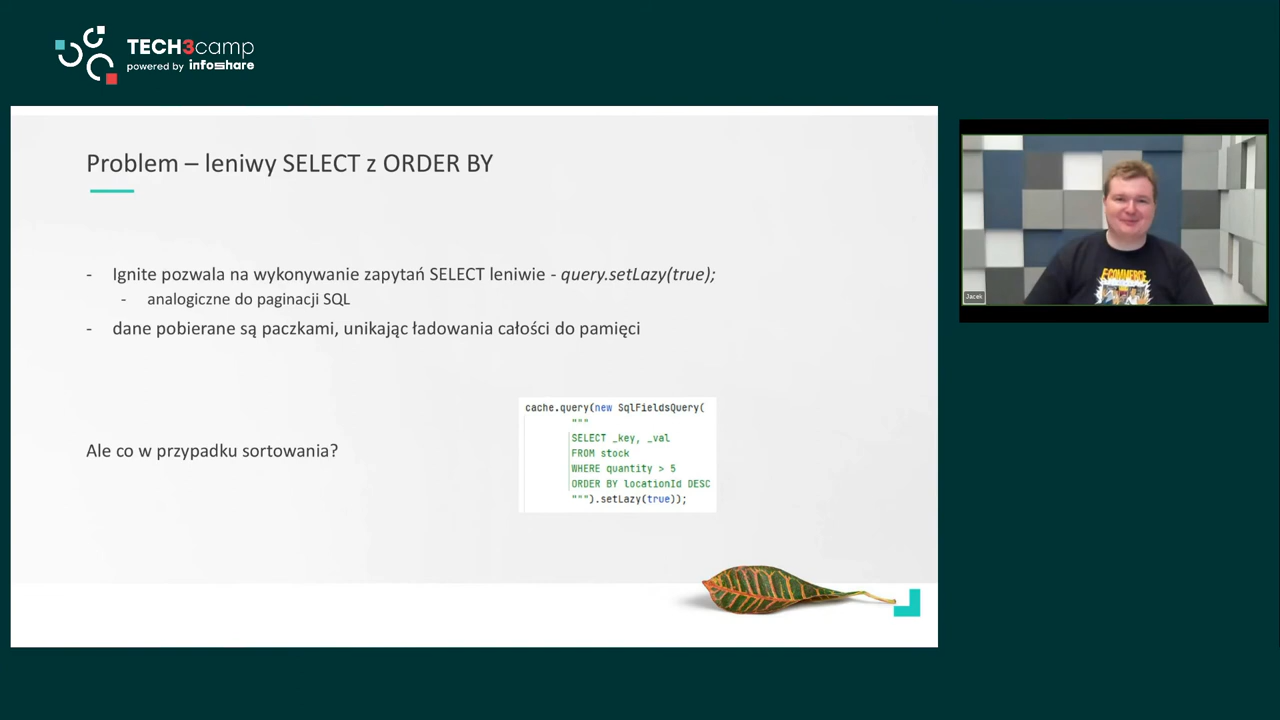 TECH3camp
powered by infoshare
Problem – leniwy SELECT z ORDER BY
- Ignite pozwala na wykonywanie zapytań SELECT leniwie - query.setLazy(true);
- analogiczne do paginacji SQL
- dane pobierane są paczkami, unikając ładowania całości do pamięci
Ale co w przypadku sortowania?
cache.query(new SqlFieldsQuery(
"""
SELECT _key, _val
FROM stock
WHERE quantity > 5
ORDER BY locationId DESC
""").setLazy(true));
Jacek
ECOMMERCE